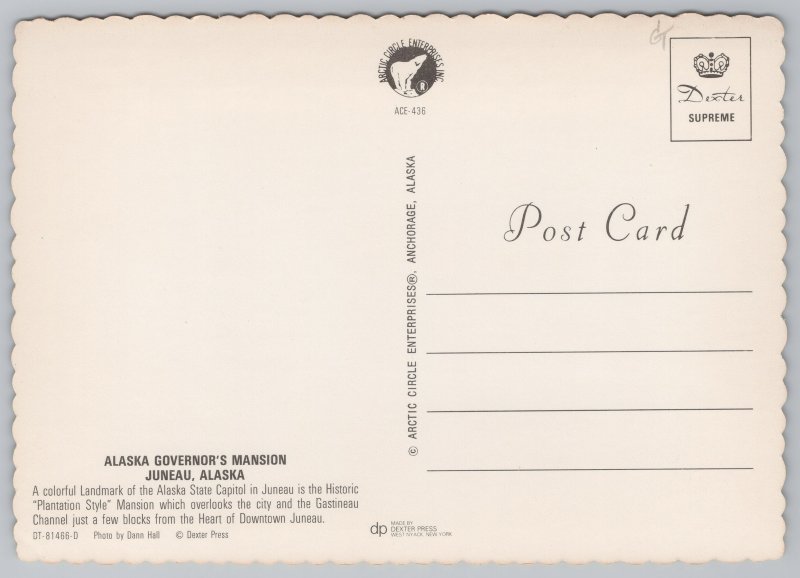 ARCTIC CIRCLE ENTERPRISES INC.
®
ACE-436
GT
Dexter
SUPREME
Post Card
© ARCTIC CIRCLE ENTERPRISES®, ANCHORAGE, ALASKA
ALASKA GOVERNOR'S MANSION
JUNEAU, ALASKA
A colorful Landmark of the Alaska State Capitol in Juneau is the Historic
"Plantation Style" Mansion which overlooks the city and the Gastineau
Channel just a few blocks from the Heart of Downtown Juneau.
DT-81466-D Photo by Dann Hall © Dexter Press
dp MADE BY
DEXTER PRESS
WEST NYACK, NEW YORK